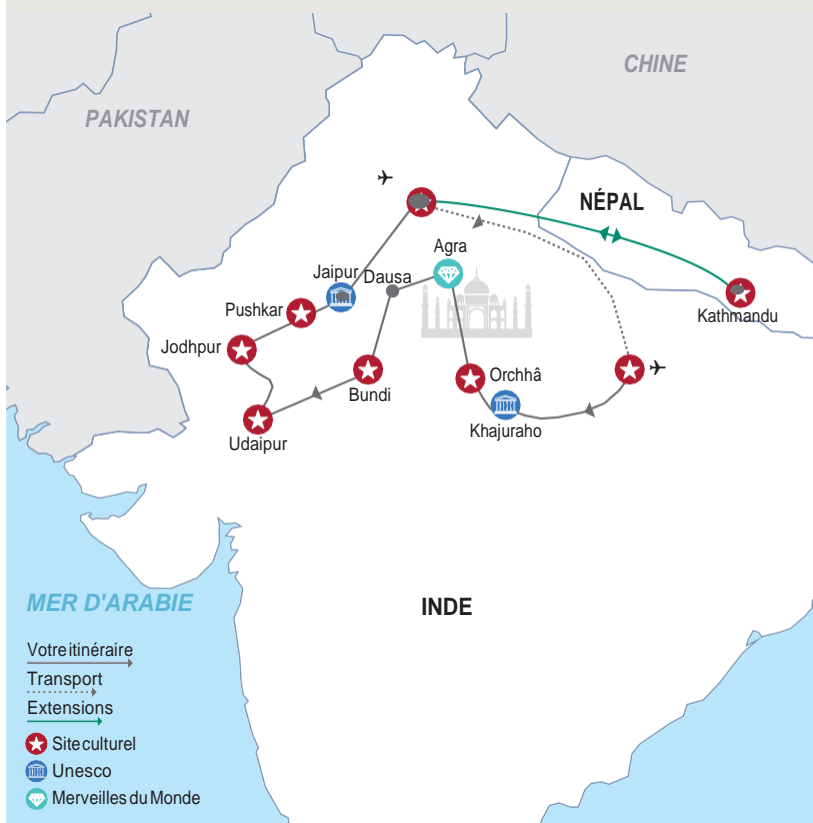 CHINE
PAKISTAN
NÉPAL
Agra
Jaipur
Dausa
Pushkar
Kathmandu
Jodhpur
Orchhâ
Bundi
Khajuraho
Udaipur
MER D'ARABIE
INDE
Votre itinéraire
Transport
Extensions
Site culturel
Unesco
Merveilles du Monde